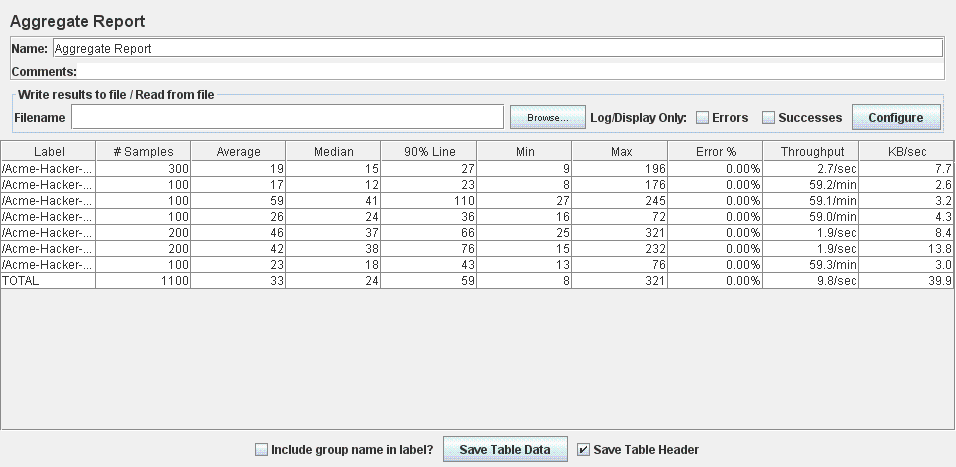 Aggregate Report
Name: Aggregate Report
Comments:
Write results to file / Read from file
Filename Browse... Log/Display Only: Errors Successes Configure
Label # Samples Average Median 90% Line Min Max Error % Throughput KB/sec
/Acme-Hacker-... 300 19 15 27 9 196 0.00% 2.7/sec 7.7
/Acme-Hacker-... 100 17 12 23 8 176 0.00% 59.2/min 2.6
/Acme-Hacker-... 100 59 41 110 27 245 0.00% 59.1/min 3.2
/Acme-Hacker-... 100 26 24 36 16 72 0.00% 59.0/min 4.3
/Acme-Hacker-... 200 46 37 66 25 321 0.00% 1.9/sec 8.4
/Acme-Hacker-... 200 42 38 76 15 232 0.00% 1.9/sec 13.8
/Acme-Hacker-... 100 23 18 43 13 76 0.00% 59.3/min 3.0
TOTAL 1100 33 24 59 8 321 0.00% 9.8/sec 39.9
Include group name in label? Save Table Data Save Table Header